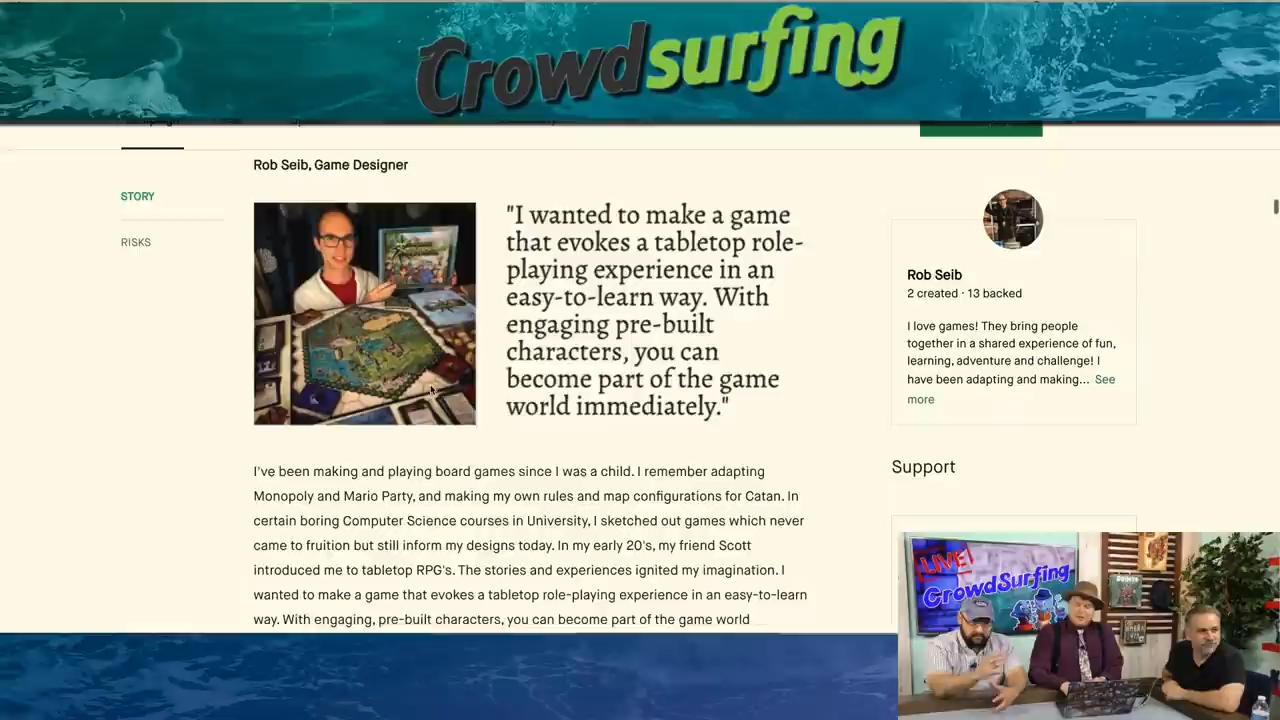 Crowdsurfing
Rob Seib, Game Designer
STORY
RISKS
"I wanted to make a game
that evokes a tabletop role-
playing experience in an
easy-to-learn way. With
engaging pre-built
characters, you can
become part of the game
world immediately."
Rob Seib
2 created · 13 backed
I love games! They bring people
together in a shared experience of fun,
learning, adventure and challenge! I
have been adapting and making... See
more
Support
I've been making and playing board games since I was a child. I remember adapting
Monopoly and Mario Party, and making my own rules and map configurations for Catan. In
certain boring Computer Science courses in University, I sketched out games which never
came to fruition but still inform my designs today. In my early 20's, my friend Scott
introduced me to tabletop RPG's. The stories and experiences ignited my imagination. I
wanted to make a game that evokes a tabletop role-playing experience in an easy-to-learn
way. With engaging, pre-built characters, you can become part of the game world
LIVE!
CrowdSurfing